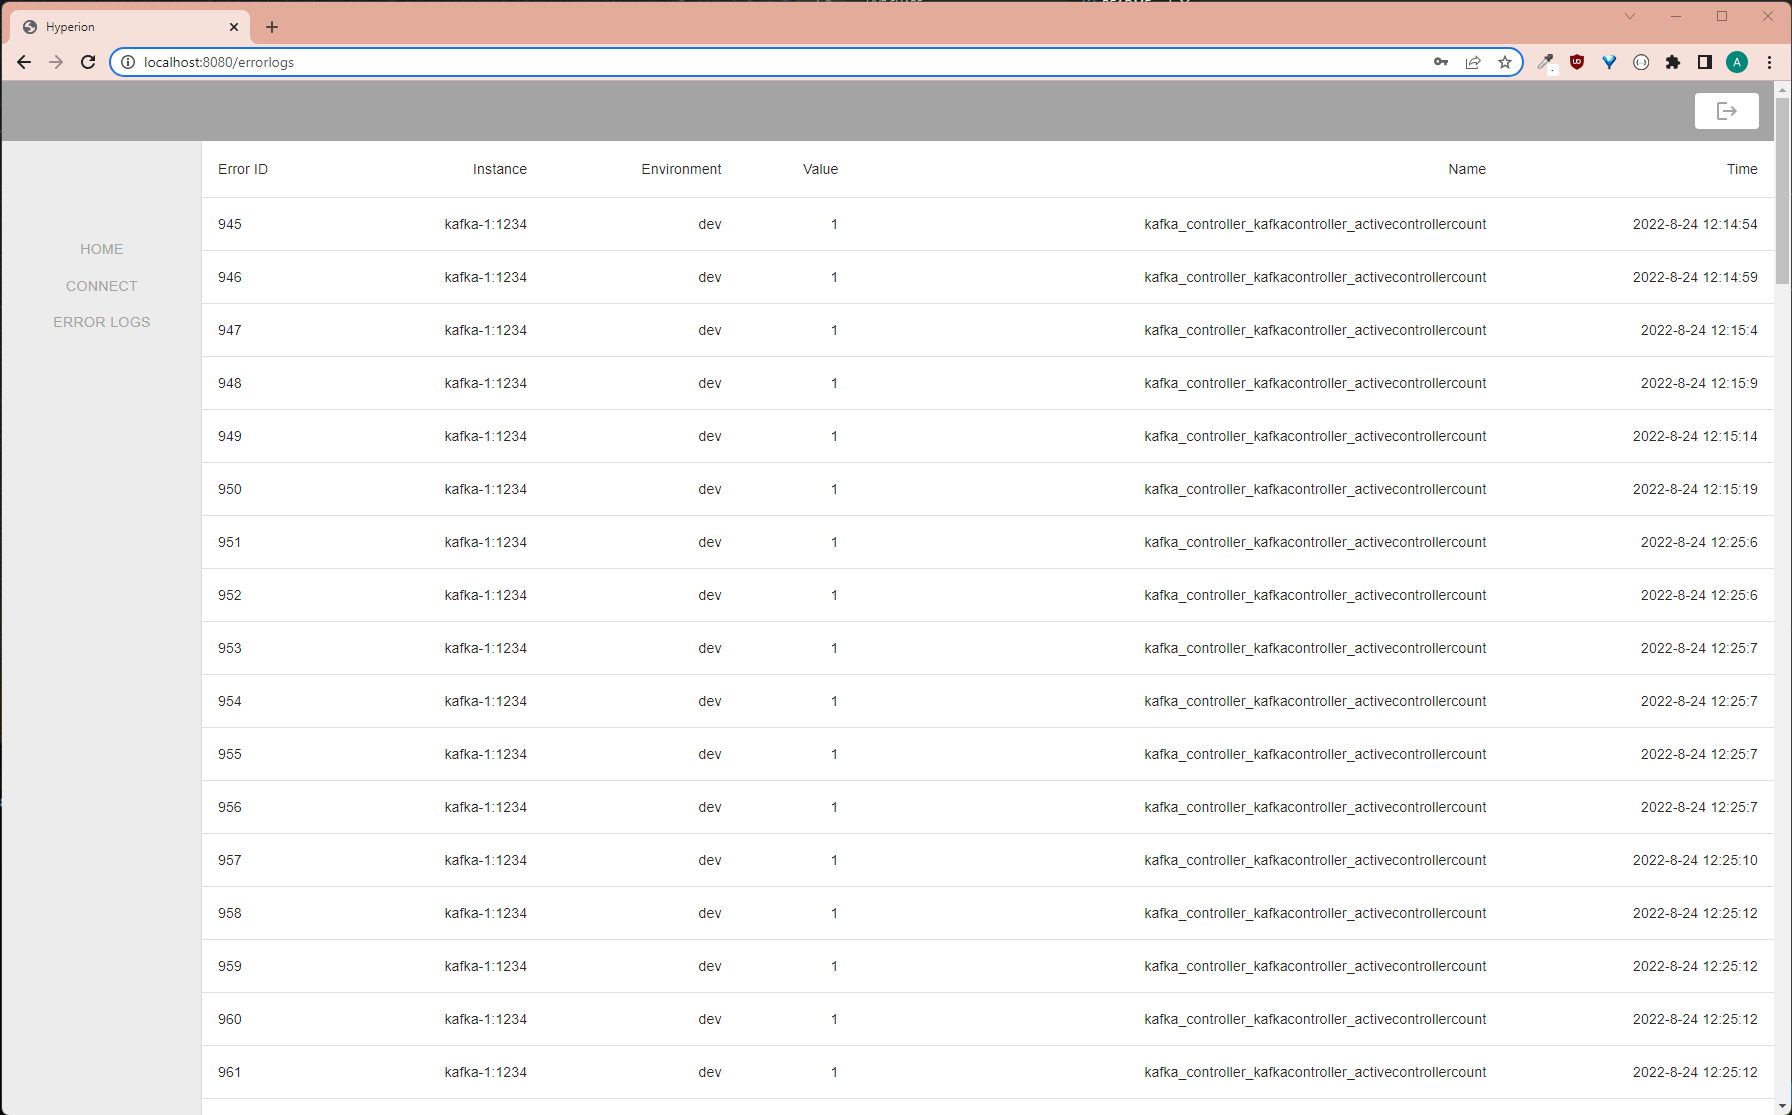 Hyperion
localhost:8080/errorlogs
A
HOME
CONNECT
ERROR LOGS
Error ID Instance Environment Value Name Time
945 kafka-1:1234 dev 1 kafka_controller_kafkacontroller_activecontrollercount 2022-8-24 12:14:54
946 kafka-1:1234 dev 1 kafka_controller_kafkacontroller_activecontrollercount 2022-8-24 12:14:59
947 kafka-1:1234 dev 1 kafka_controller_kafkacontroller_activecontrollercount 2022-8-24 12:15:4
948 kafka-1:1234 dev 1 kafka_controller_kafkacontroller_activecontrollercount 2022-8-24 12:15:9
949 kafka-1:1234 dev 1 kafka_controller_kafkacontroller_activecontrollercount 2022-8-24 12:15:14
950 kafka-1:1234 dev 1 kafka_controller_kafkacontroller_activecontrollercount 2022-8-24 12:15:19
951 kafka-1:1234 dev 1 kafka_controller_kafkacontroller_activecontrollercount 2022-8-24 12:25:6
952 kafka-1:1234 dev 1 kafka_controller_kafkacontroller_activecontrollercount 2022-8-24 12:25:6
953 kafka-1:1234 dev 1 kafka_controller_kafkacontroller_activecontrollercount 2022-8-24 12:25:7
954 kafka-1:1234 dev 1 kafka_controller_kafkacontroller_activecontrollercount 2022-8-24 12:25:7
955 kafka-1:1234 dev 1 kafka_controller_kafkacontroller_activecontrollercount 2022-8-24 12:25:7
956 kafka-1:1234 dev 1 kafka_controller_kafkacontroller_activecontrollercount 2022-8-24 12:25:7
957 kafka-1:1234 dev 1 kafka_controller_kafkacontroller_activecontrollercount 2022-8-24 12:25:10
958 kafka-1:1234 dev 1 kafka_controller_kafkacontroller_activecontrollercount 2022-8-24 12:25:12
959 kafka-1:1234 dev 1 kafka_controller_kafkacontroller_activecontrollercount 2022-8-24 12:25:12
960 kafka-1:1234 dev 1 kafka_controller_kafkacontroller_activecontrollercount 2022-8-24 12:25:12
961 kafka-1:1234 dev 1 kafka_controller_kafkacontroller_activecontrollercount 2022-8-24 12:25:12